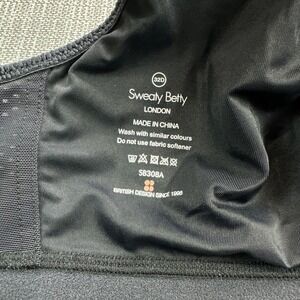 32D
Sweaty Betty
LONDON
MADE IN CHINA
Wash with similar colours
Do not use fabric softener
SB308A
BRITISH DESIGN SINCE 1998